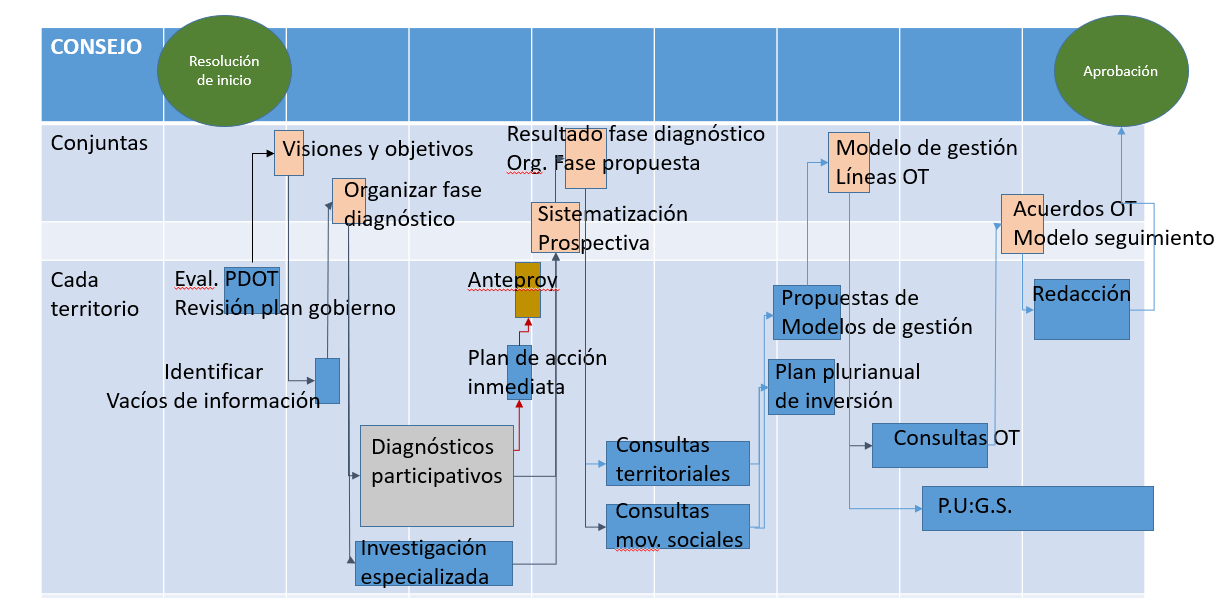 CONSEJO
Resolución
de inicio
Aprobación
Conjuntas
Visiones y objetivos
Organizar fase
diagnóstico
Resultado fase diagnóstico
Org. Fase propuesta
Sistematización
Prospectiva
Modelo de gestión
Líneas OT
Acuerdos OT
Modelo seguimiento
Cada
territorio
Eval. PDOT
Revisión plan gobierno
Identificar
Vacíos de información
Anteproy
Plan de acción
inmediata
Diagnósticos
participativos
Investigación
especializada
Consultas
territoriales
Consultas
mov. sociales
Propuestas de
Modelos de gestión
Plan plurianual
de inversión
Consultas OT
P.U:G.S.
Redacción